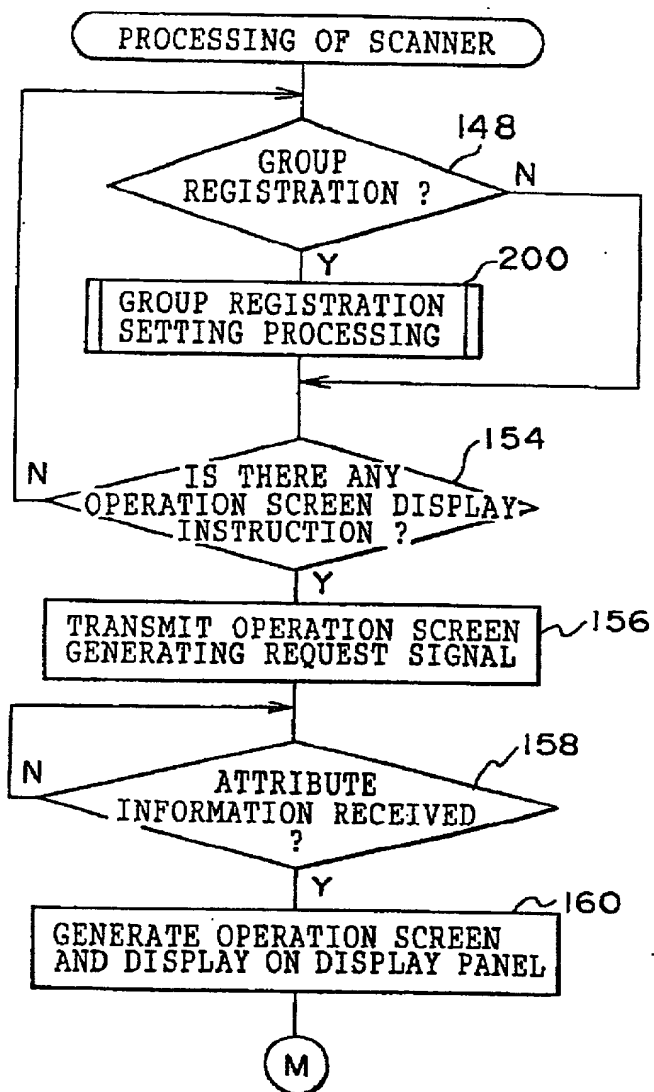 PROCESSING OF SCANNER
148
GROUP
REGISTRATION ?
N
Y
200
GROUP REGISTRATION
SETTING PROCESSING
154
N
IS THERE ANY
OPERATION SCREEN DISPLAY
INSTRUCTION ?
Y
TRANSMIT OPERATION SCREEN
GENERATING REQUEST SIGNAL
156
158
N
ATTRIBUTE
INFORMATION RECEIVED
?
Y
160
GENERATE OPERATION SCREEN
AND DISPLAY ON DISPLAY PANEL
M